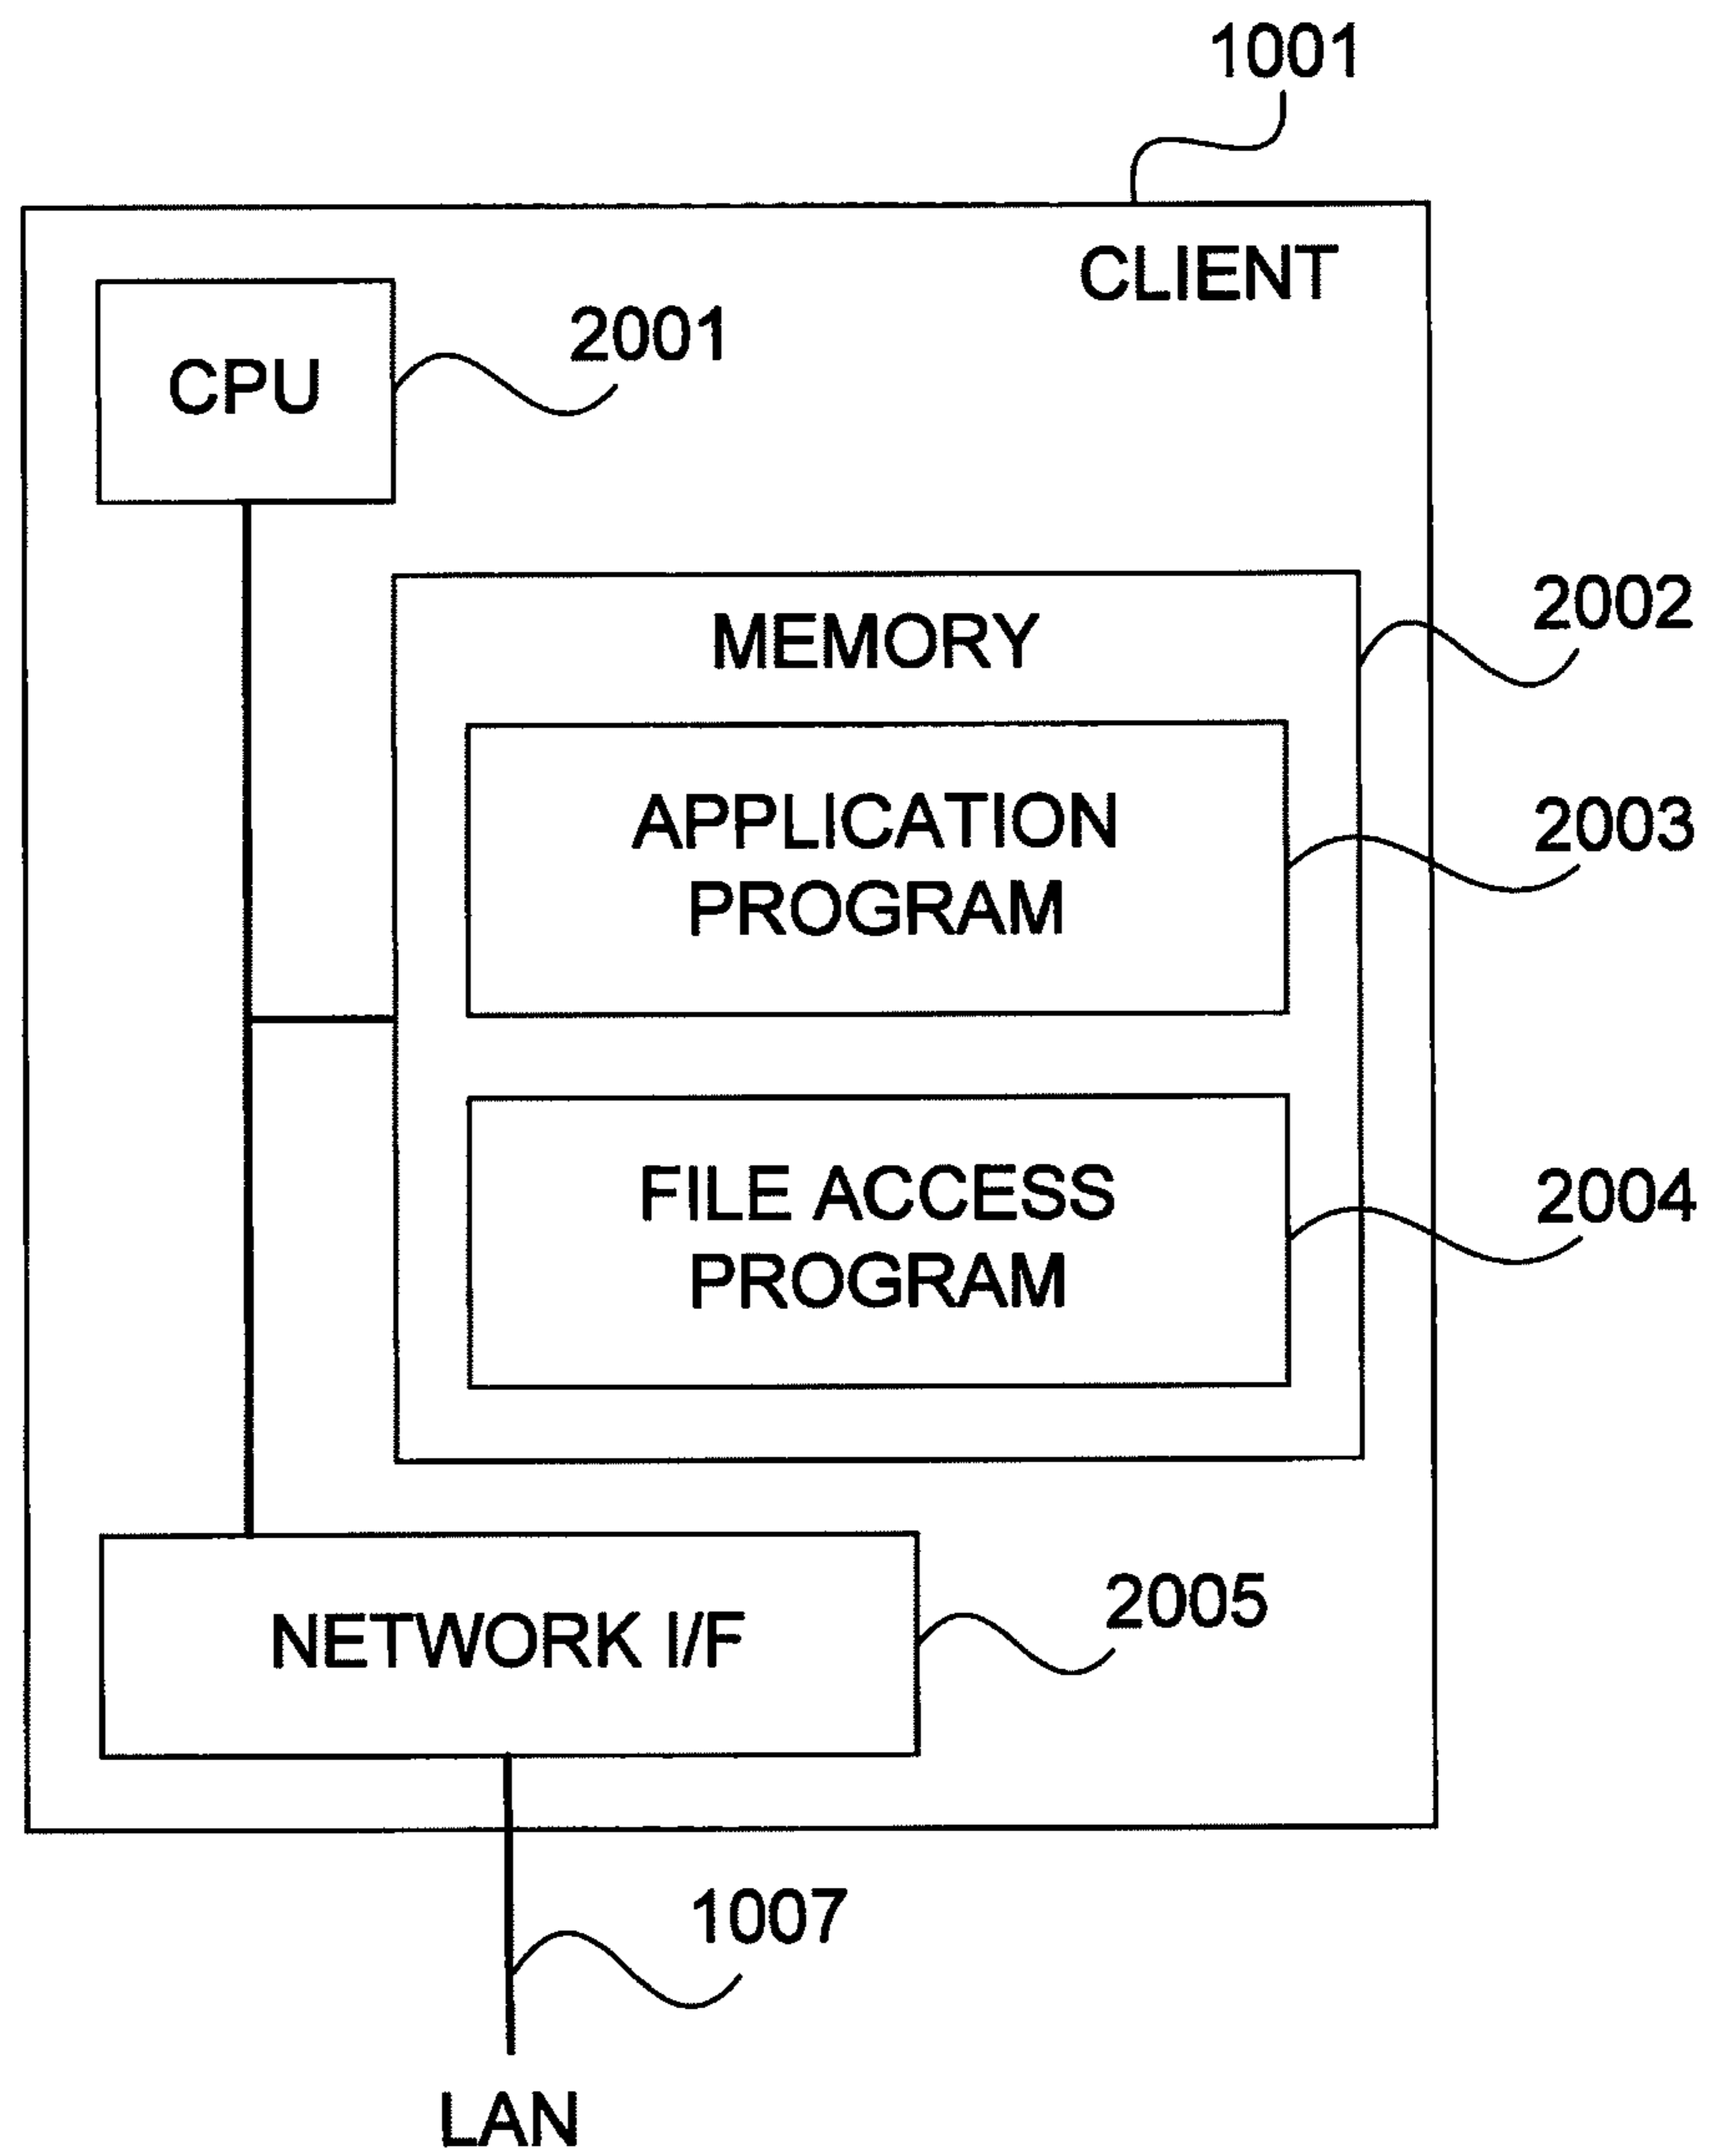 1001
CLIENT
CPU
2001
MEMORY
2002
APPLICATION
PROGRAM
2003
FILE ACCESS
PROGRAM
2004
NETWORK I/F
2005
1007
LAN